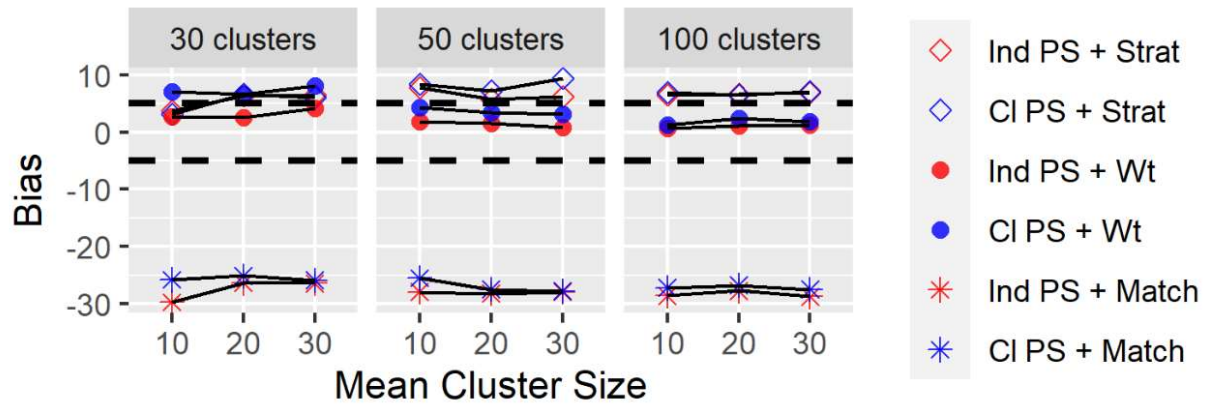 30 clusters
50 clusters
100 clusters
Bias
10
0
-10
-20
-30
10
20
30
10
20
30
10
20
30
Mean Cluster Size
Ind PS + Strat
Cl PS + Strat
Ind PS + Wt
Cl PS + Wt
Ind PS + Match
Cl PS + Match